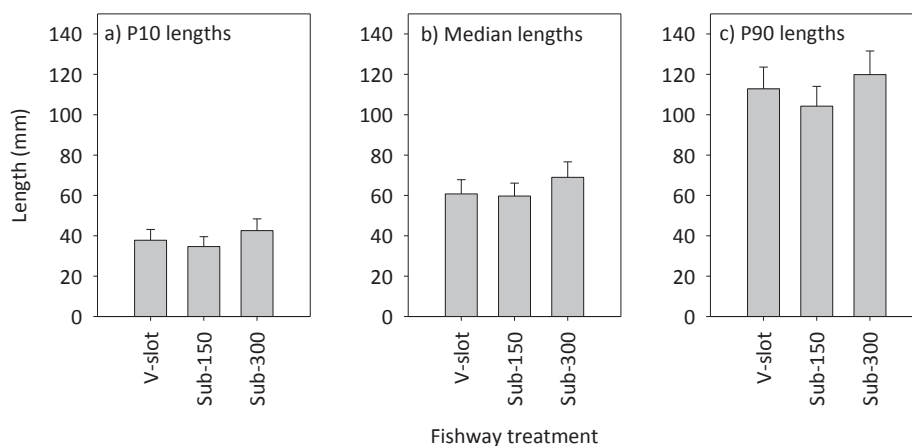 a) P10 lengths
b) Median lengths
c) P90 lengths
Length (mm)
140
120
100
80
60
40
20
0
V-slot
Sub-150
Sub-300
140
120
100
80
60
40
20
0
V-slot
Sub-150
Sub-300
140
120
100
80
60
40
20
0
V-slot
Sub-150
Sub-300
Fishway treatment